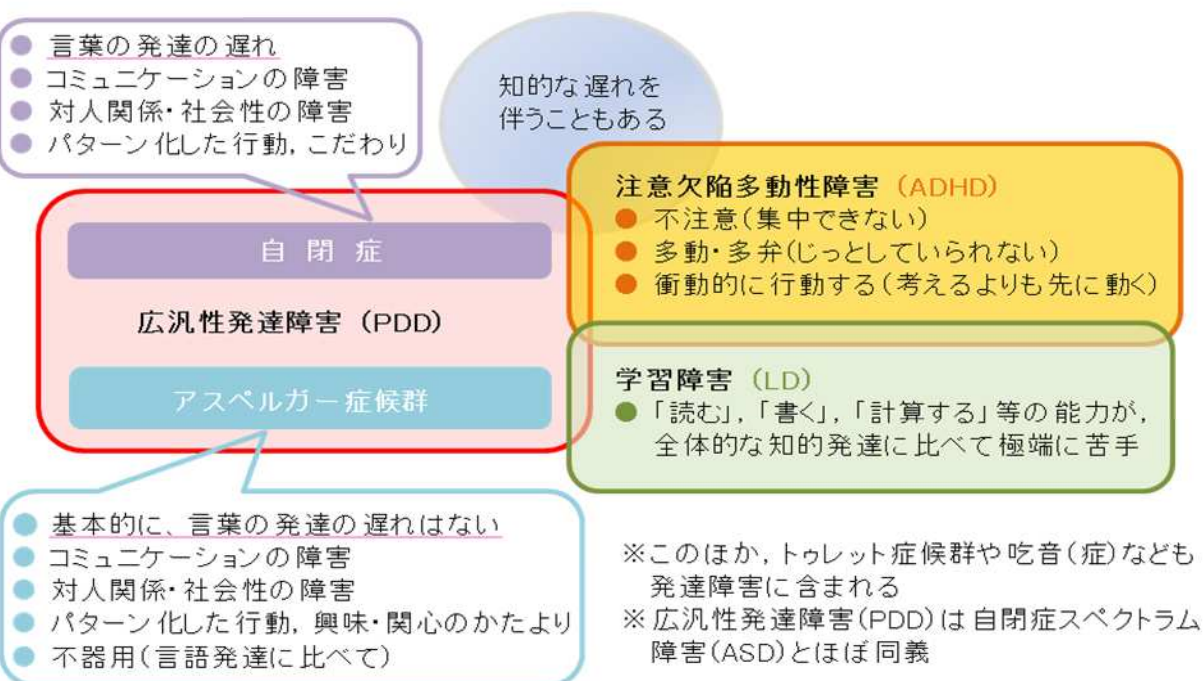 言葉の発達の遅れ
コミュニケーションの障害
対人関係・社会性の障害
パターン化した行動, こだわり
知的な遅れを
伴うこともある
自閉症
広汎性発達障害（PDD）
アスペルガー症候群
注意欠陥多動性障害（ADHD）
不注意(集中できない)
多動・多弁(じっとしていられない)
衝動的に行動する(考えるよりも先に動く)
学習障害（LD）
「読む」, 「書く」, 「計算する」等の能力が,
全体的な知的発達に比べて極端に苦手
基本的に、言葉の発達の遅れはない
コミュニケーションの障害
対人関係・社会性の障害
パターン化した行動, 興味・関心のかたより
不器用(言語発達に比べて)
※このほか, トゥレット症候群や吃音(症)なども
発達障害に含まれる
※広汎性発達障害(PDD)は自閉症スペクトラム
障害(ASD)とほぼ同義